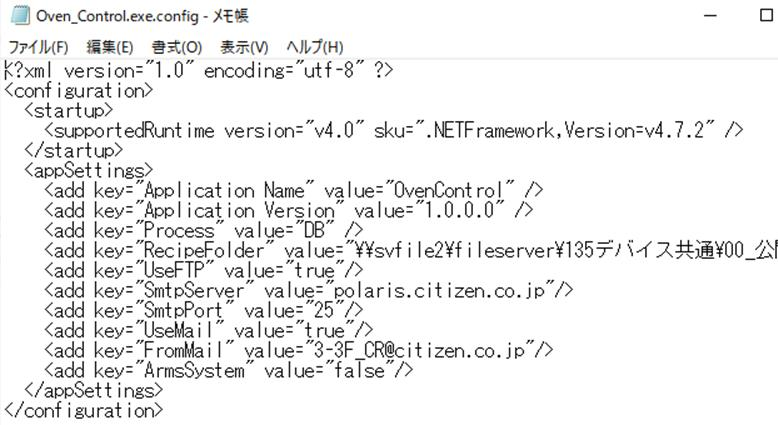 Oven_Control.exe.config - メモ帳
ファイル(F) 編集(E) 書式(O) 表示(V) ヘルプ(H)
<?xml version="1.0" encoding="utf-8" ?>
<configuration>
  <startup>
    <supportedRuntime version="v4.0" sku=".NETFramework,Version=v4.7.2" />
  </startup>
  <appSettings>
    <add key="Application Name" value="OvenControl" />
    <add key="Application Version" value="1.0.0.0" />
    <add key="Process" value="DB" />
    <add key="RecipeFolder" value="¥¥svfile2¥fileserver¥135デバイス共通¥00_公
    <add key="UseFTP" value="true"/>
    <add key="SmtpServer" value="polaris.citizen.co.jp"/>
    <add key="SmtpPort" value="25"/>
    <add key="UseMail" value="true"/>
    <add key="FromMail" value="3-3F_CR@citizen.co.jp"/>
    <add key="ArmsSystem" value="false"/>
  </appSettings>
</configuration>